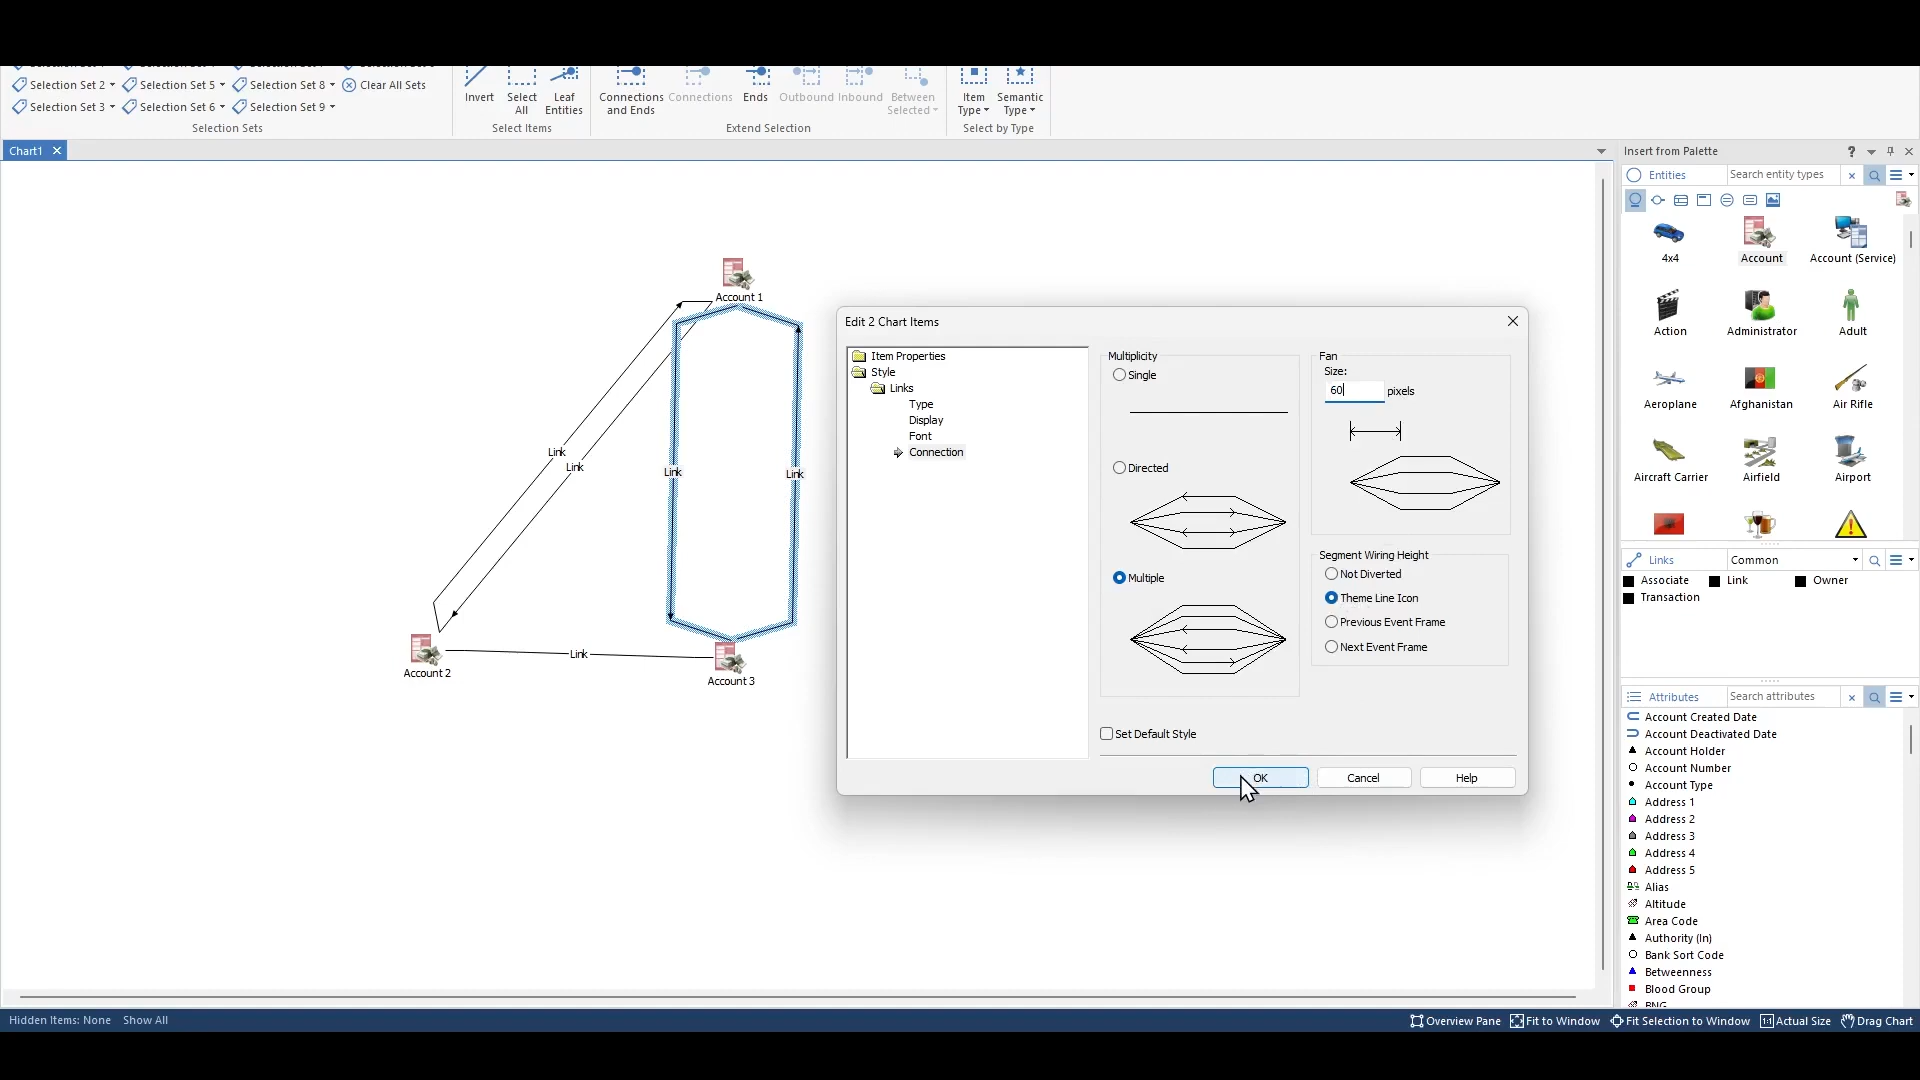 Selection Set 2
Selection Set 5
Selection Set 8
Clear All Sets
Selection Set 3
Selection Set 6
Selection Set 9
Selection Sets
Invert
Select All
Leaf Entities
Select Items
Connections and Ends
Connections
Ends
Outbound
Inbound
Between Selected
Extend Selection
Item Type
Semantic Type
Select by Type
Chart1
Account 1
Link
Link
Link
Link
Link
Account 2
Account 3
Edit 2 Chart Items
Item Properties
Style
Links
Type
Display
Font
Connection
Multiplicity
Single
Directed
Multiple
Fan
Size:
60 pixels
Segment Wiring Height
Not Diverted
Theme Line Icon
Previous Event Frame
Next Event Frame
Set Default Style
OK
Cancel
Help
Insert from Palette
Entities
Search entity types
4x4
Account
Account (Service)
Action
Administrator
Adult
Aeroplane
Afghanistan
Air Rifle
Aircraft Carrier
Airfield
Airport
Links
Common
Associate
Link
Owner
Transaction
Attributes
Search attributes
Account Created Date
Account Deactivated Date
Account Holder
Account Number
Account Type
Address 1
Address 2
Address 3
Address 4
Address 5
Alias
Altitude
Area Code
Authority (In)
Bank Sort Code
Betweenness
Blood Group
Hidden Items: None
Show All
Overview Pane
Fit to Window
Fit Selection to Window
1:1 Actual Size
Drag Chart